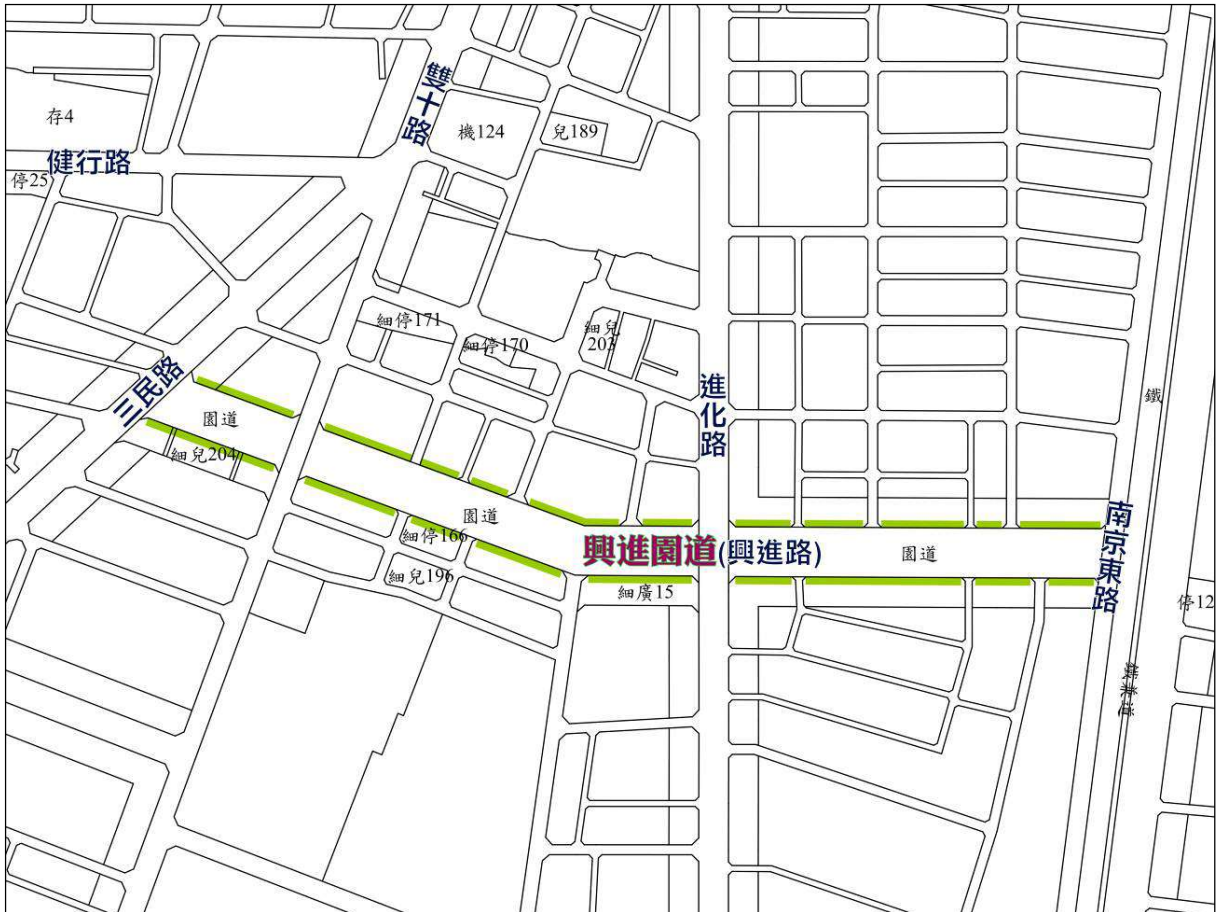 雙十路
存4
機124
兒189
健行路
停25
細停171
細停170
細兒
203
三民路
進化路
鐵
園道
細兒204
園道
細停166
興進園道(興進路)
園道
南京東路
細兒196
細廣15
停12
鐵兼道